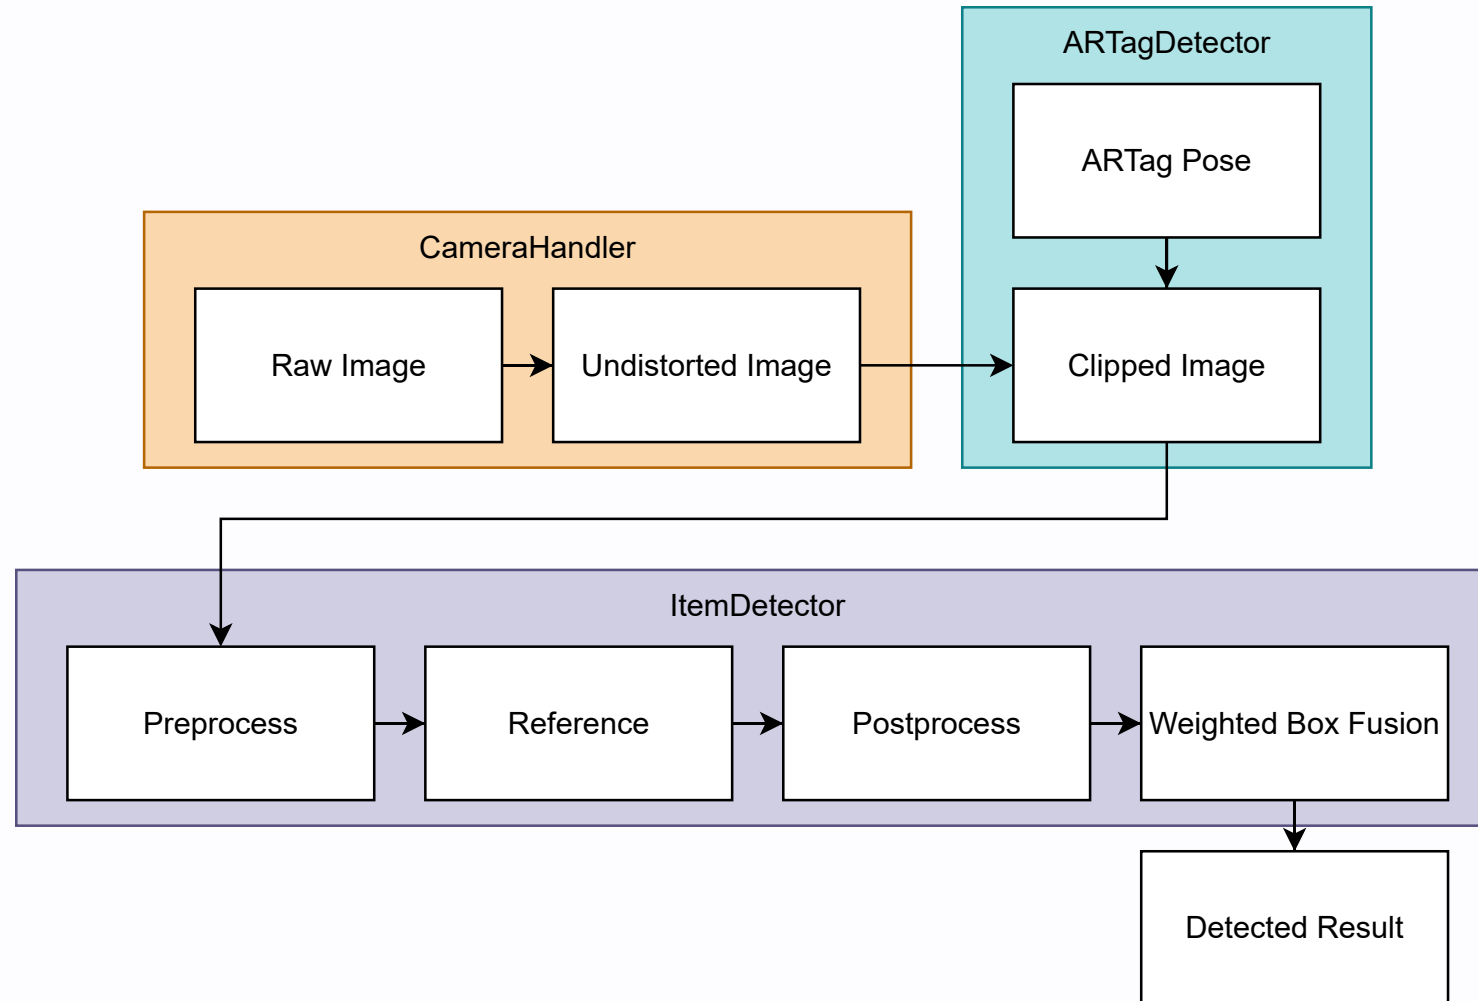 ARTagDetector
ARTag Pose
CameraHandler
Raw Image
Undistorted Image
Clipped Image
ItemDetector
Preprocess
Reference
Postprocess
Weighted Box Fusion
Detected Result